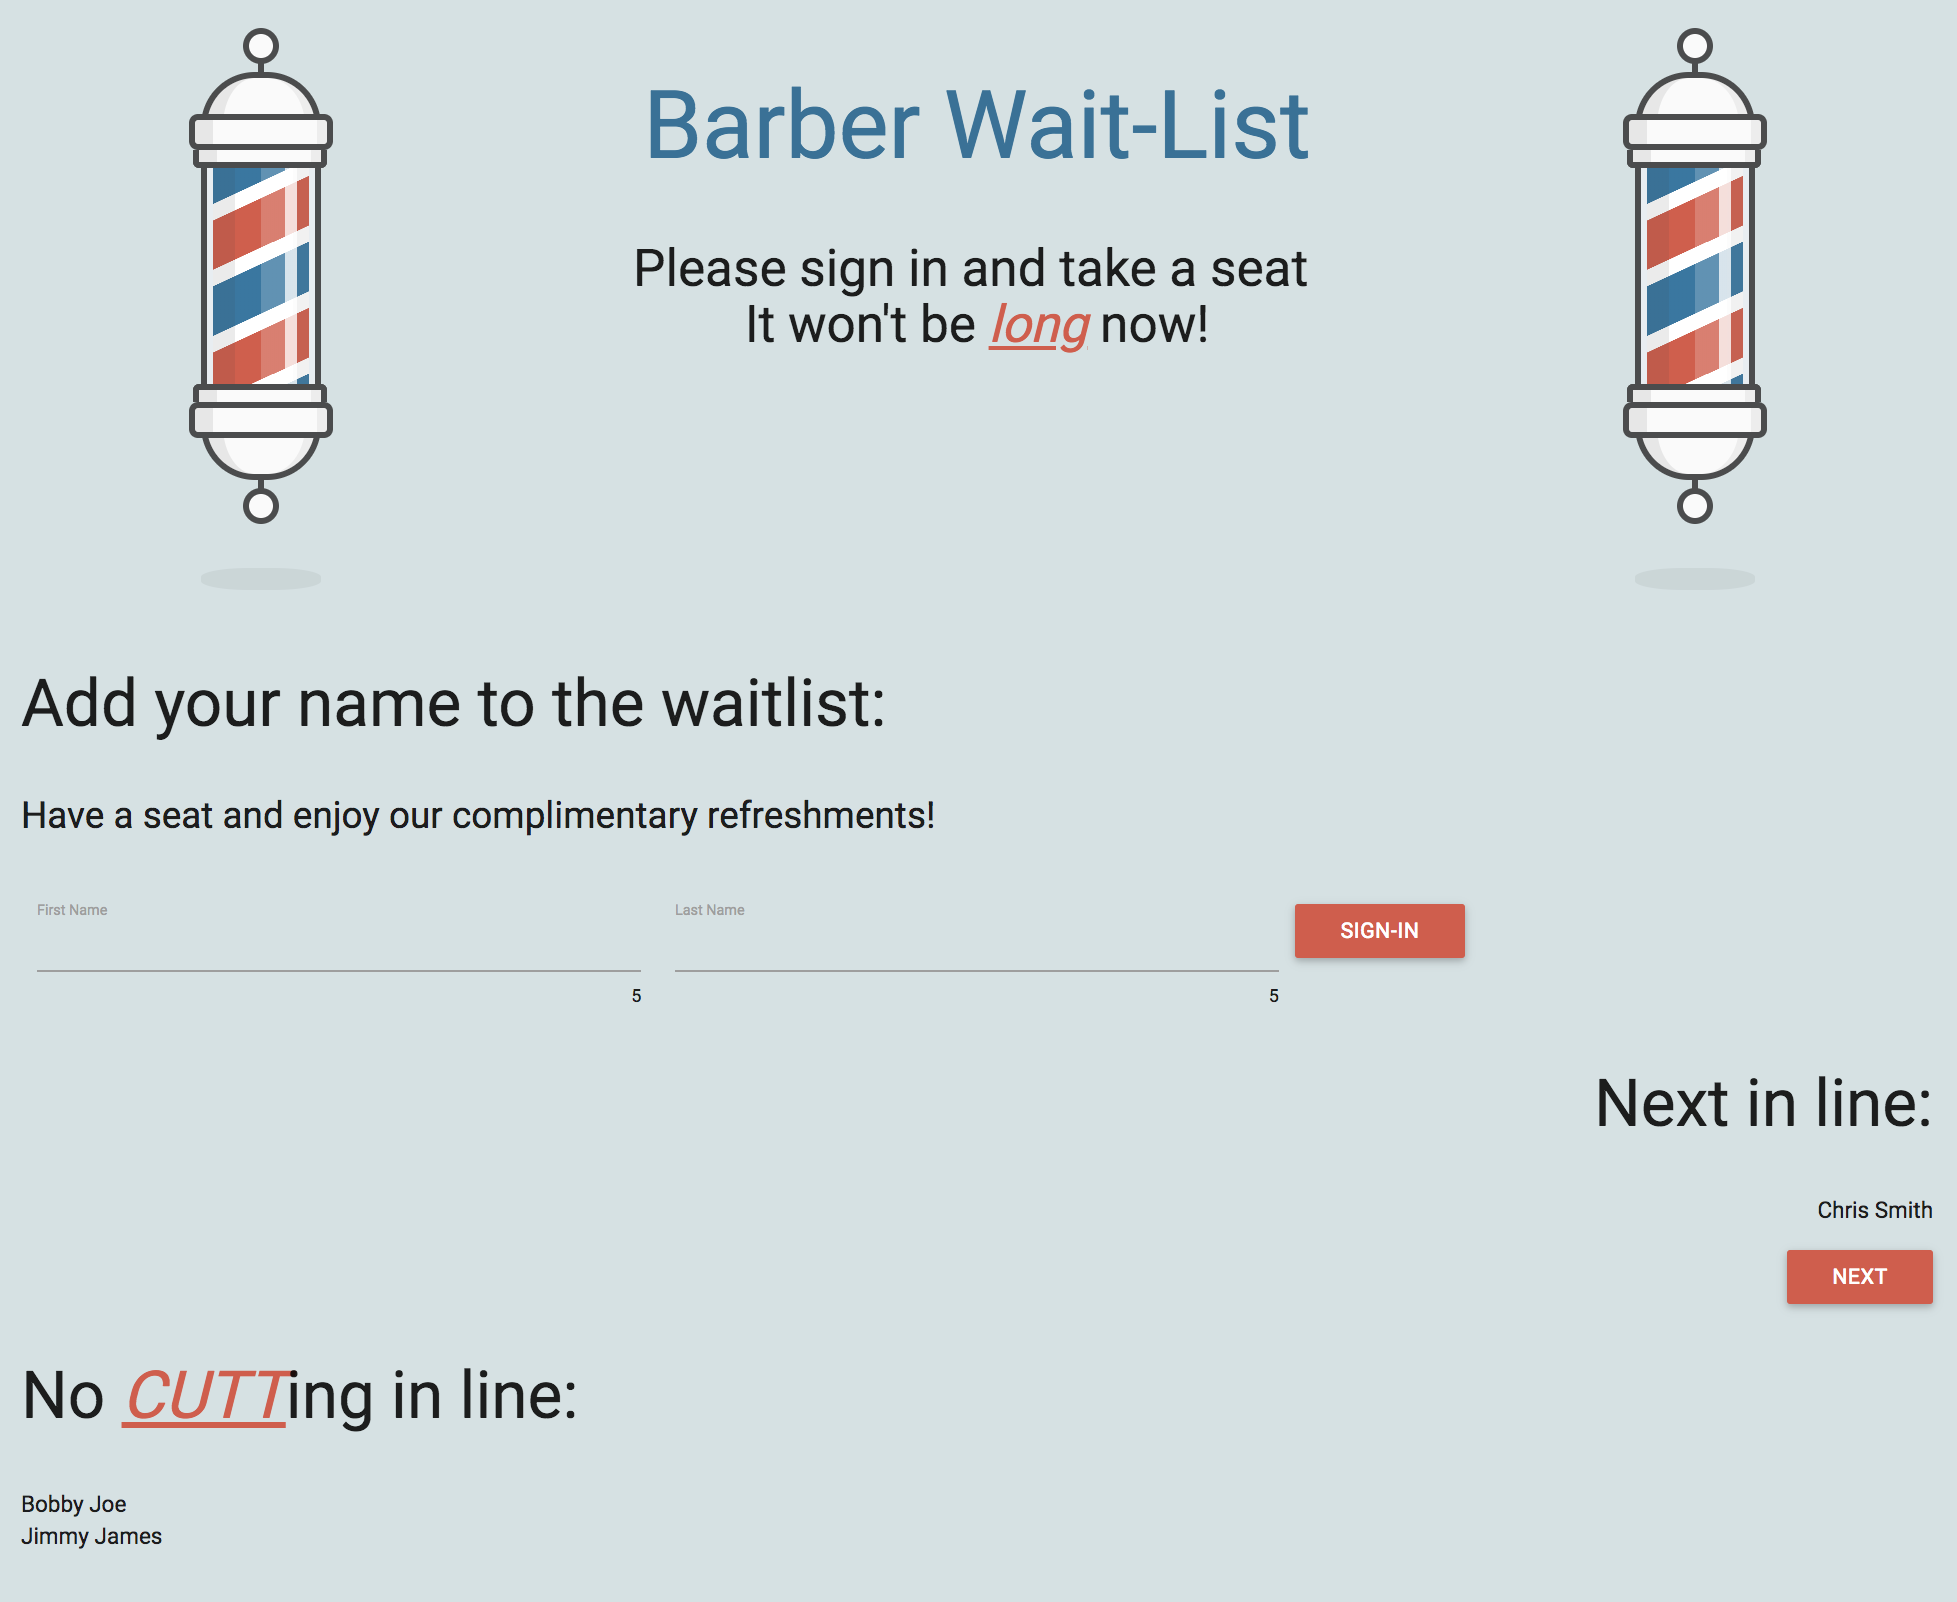 Barber Wait-List
Please sign in and take a seat
It won't be long now!
Add your name to the waitlist:
Have a seat and enjoy our complimentary refreshments!
First Name
Last Name
SIGN-IN
5
5
Next in line:
Chris Smith
NEXT
No CUTTing in line:
Bobby Joe
Jimmy James